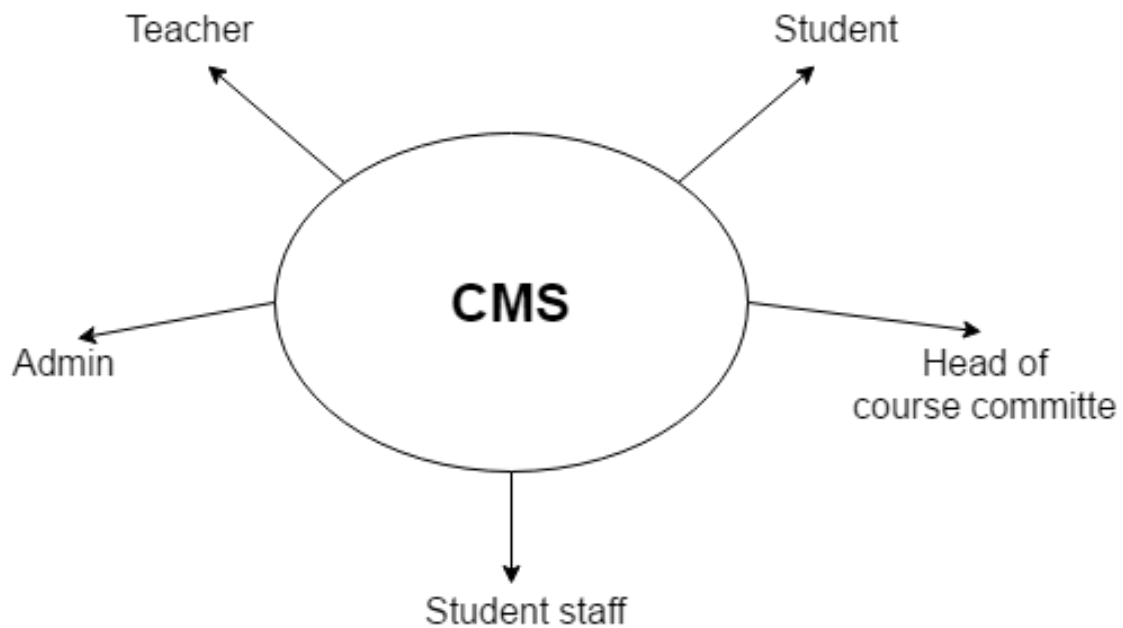 Teacher
Student
CMS
Admin
Head of
course committe
Student staff